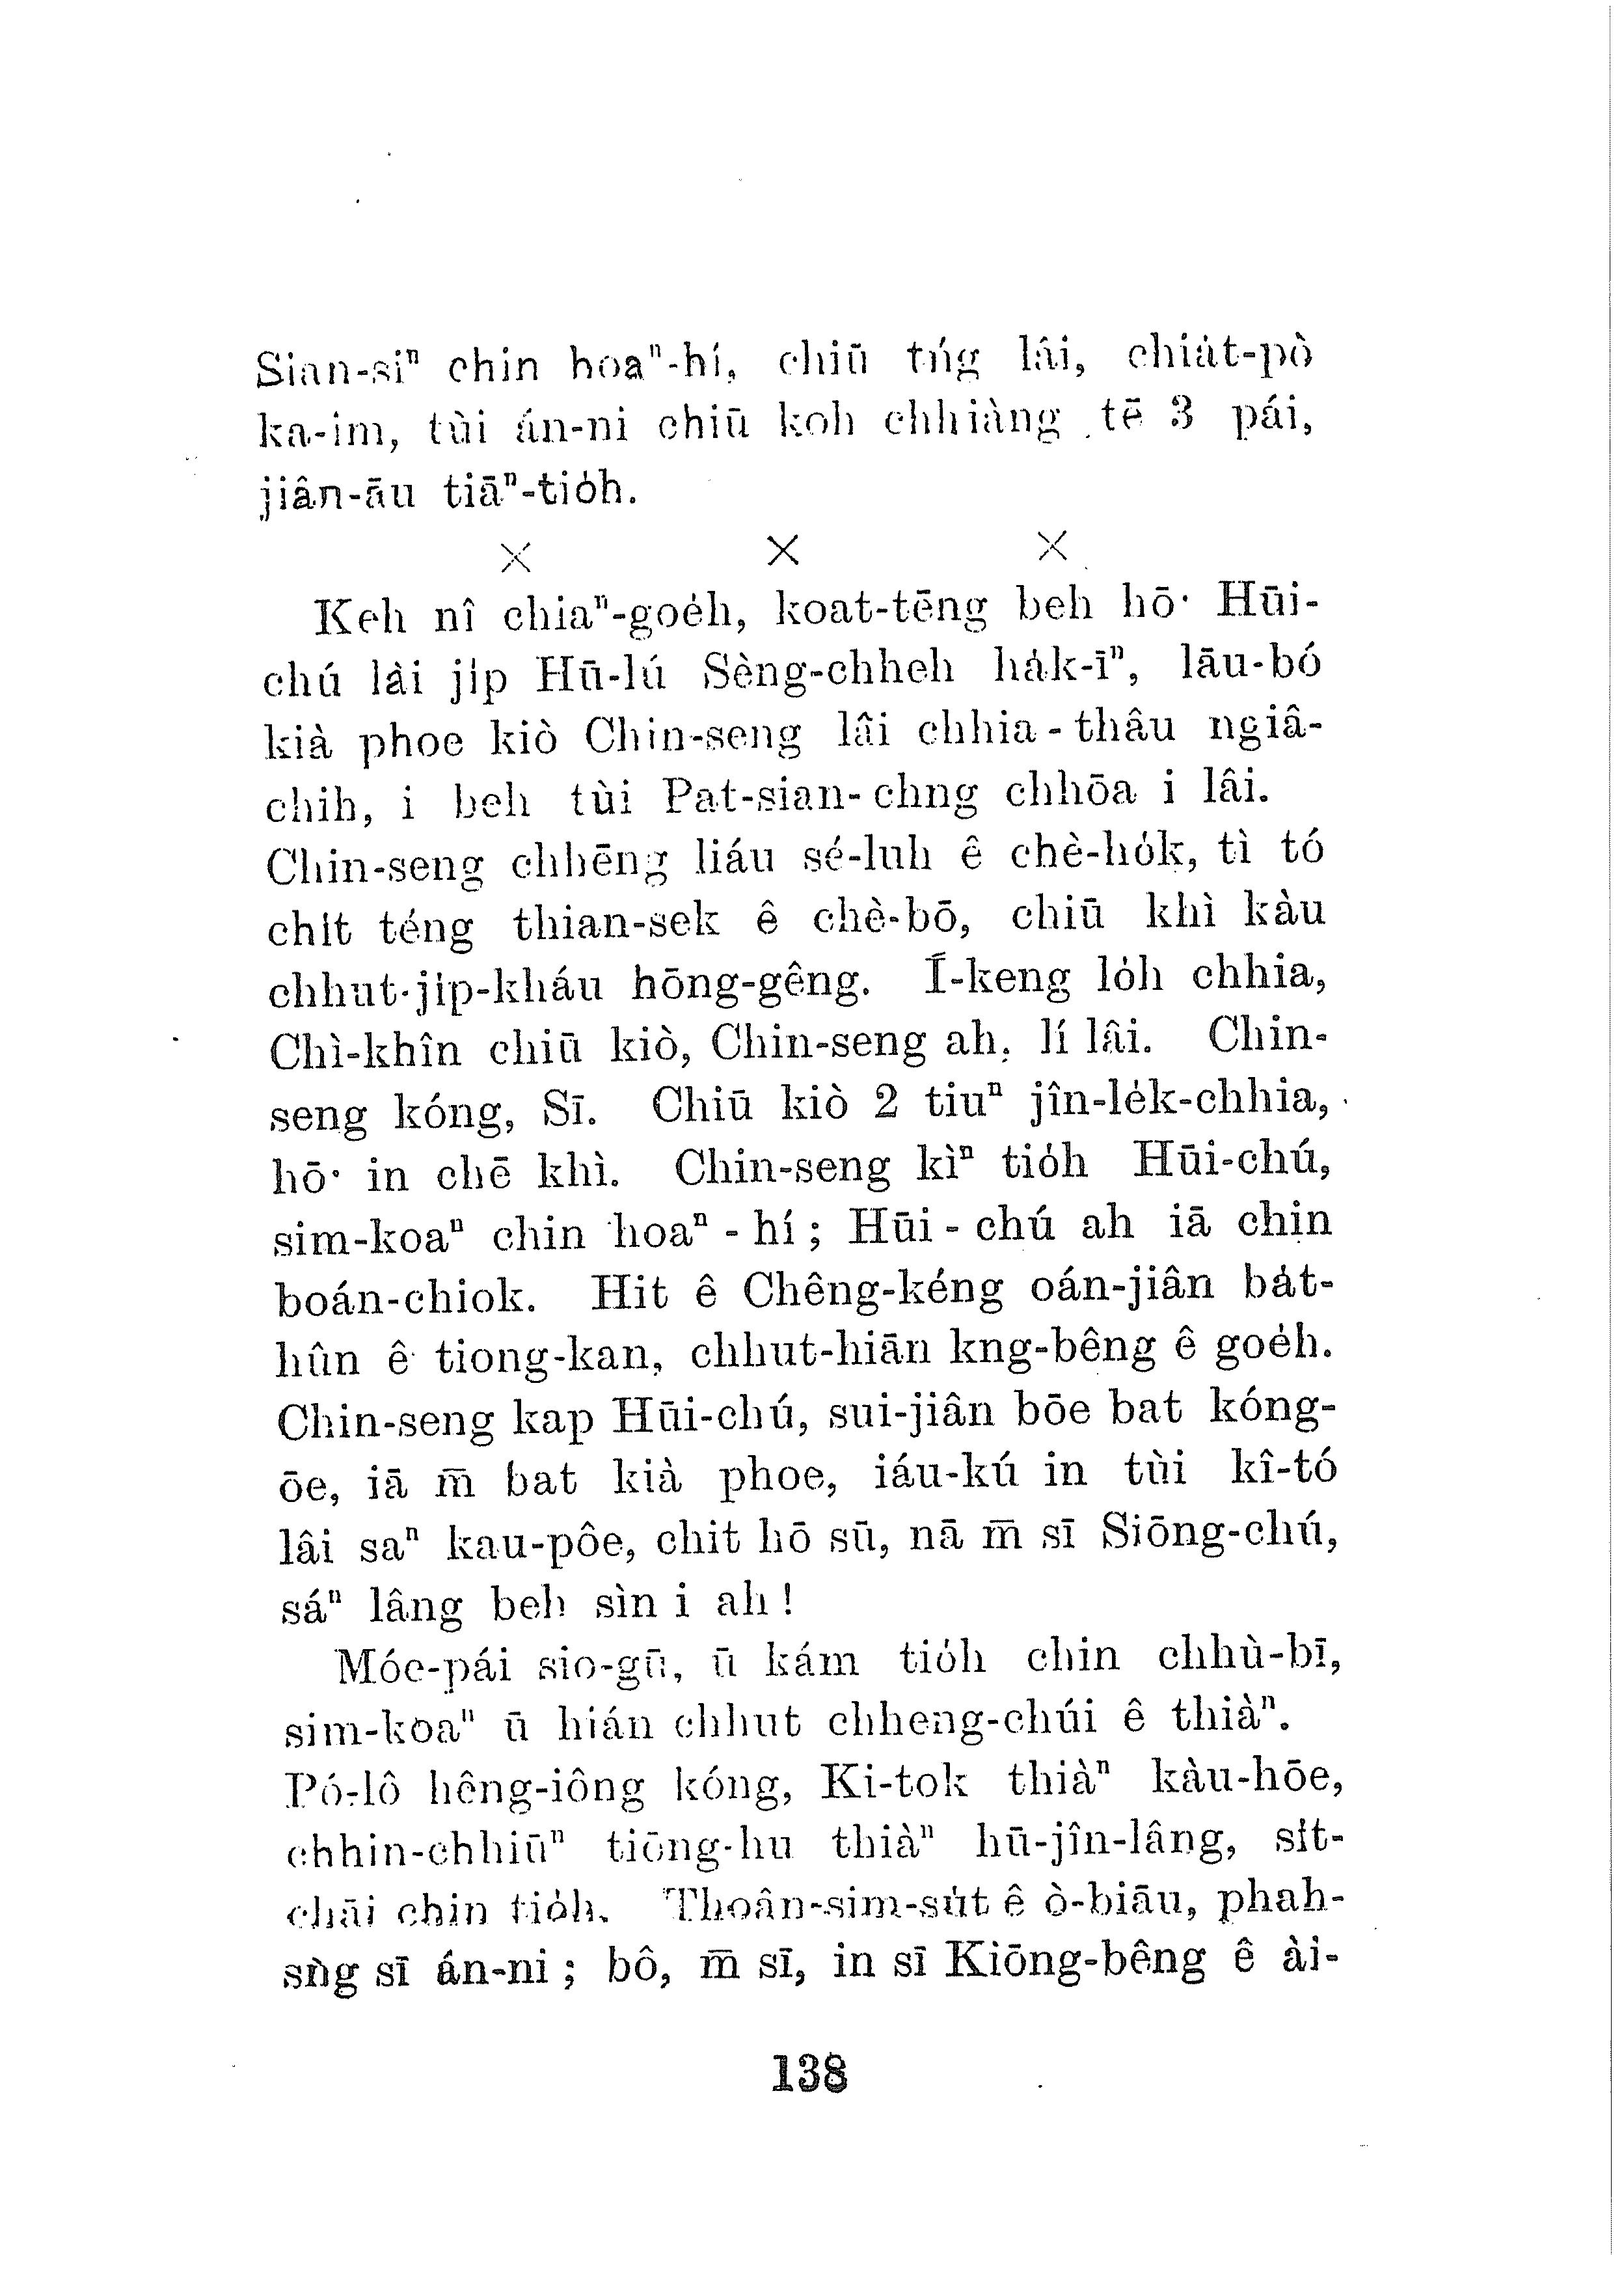 Sian-siⁿ chin hoaⁿ-hí, chiū tńg lâi, chia̍t-pò
ka-im, tùi án-ni chiū koh chhiàng tē 3 pái,
jiân-āu tiāⁿ-tio̍h.
× × ×
Keh nî chiaⁿ-goe̍h, koat-tēng beh hō͘ Hūi-
chú lâi ji̍p Hū-lú Sèng-chheh ha̍k-īⁿ, lāu-bó
kià phoe kiò Chin-seng lâi chhia-thâu ngiâ-
chih, i beh tùi Pat-sian-chng chhōa i lâi.
Chin-seng chhēng liáu sé-luh ê chè-ho̍k, tì tó
chi̍t téng thian-sek ê chè-bō, chiū khì kàu
chhut-ji̍p-kháu hōng-gêng. Í-keng lo̍h chhia,
Chì-khîn chiū kiò, Chin-seng ah, lí lâi. Chin-
seng kóng, Sī. Chiū kiò 2 tiuⁿ jîn-le̍k-chhia,
hō͘ in chē khì. Chin-seng kìⁿ tio̍h Hūi-chú,
sim-koaⁿ chin hoaⁿ-hí; Hūi-chú ah iā chin
boán-chiok. Hit ê Chêng-kéng oán-jiân ba̍t-
hûn ê tiong-kan, chhut-hiān kng-bêng ê goe̍h.
Chin-seng kap Hūi-chú, sui-jiân bōe bat kóng-
ōe, iā m̄ bat kià phoe, iáu-kú in tùi kî-tó
lâi saⁿ kau-pôe, chit hō sū, nā m̄ sī Siōng-chú,
sáⁿ lâng beh sìn i ah!
Móe-pái sio-gū, ū kám tio̍h chin chhù-bī,
sim-koaⁿ ū hián chhut chheng-chúi ê thiàⁿ.
Pó-lô hêng-iông kóng, Ki-tok thiàⁿ kàu-hōe,
chhin-chhiūⁿ tiōng-hu thiàⁿ hū-jîn-lâng, si̍t-
chāi chin tio̍h. Thoân-sim-su̍t ê ò-biāu, phah-
sǹg sī án-ni; bô, m̄ sī, in sī Kiōng-bêng ê ài-
138